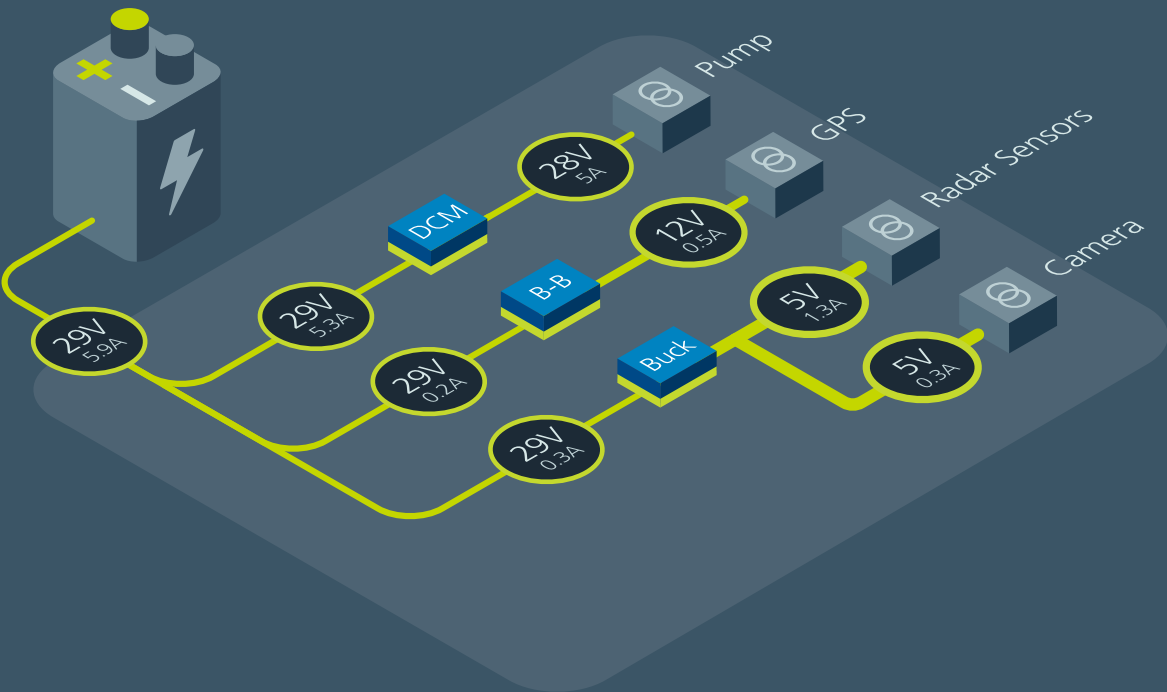 Pump
GPS
Radar Sensors
Camera
28V
5A
DCM
12V
0.5A
29V
5.3A
B-B
5V
1.3A
29V
5.9A
29V
0.2A
Buck
5V
0.3A
29V
0.3A